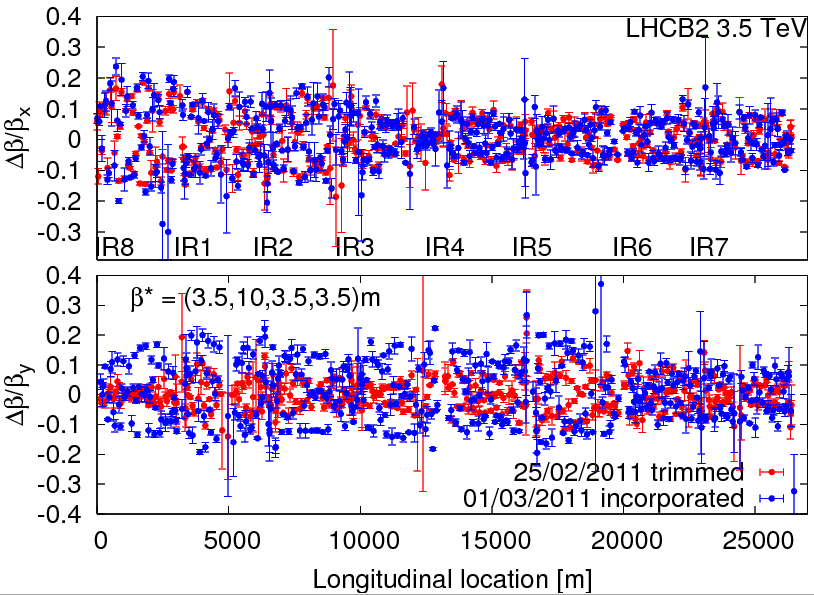 0.4
LHCB2 3.5 TeV
0.3
0.2
0.1
0
-0.1
-0.2
-0.3
Δβ/βx
IR8 IR1 IR2 IR3 IR4 IR5 IR6 IR7
0.4
0.3
β* = (3.5,10,3.5,3.5)m
0.2
0.1
0
-0.1
-0.2
-0.3
-0.4
Δβ/βy
25/02/2011 trimmed
01/03/2011 incorporated
0 5000 10000 15000 20000 25000
Longitudinal location [m]